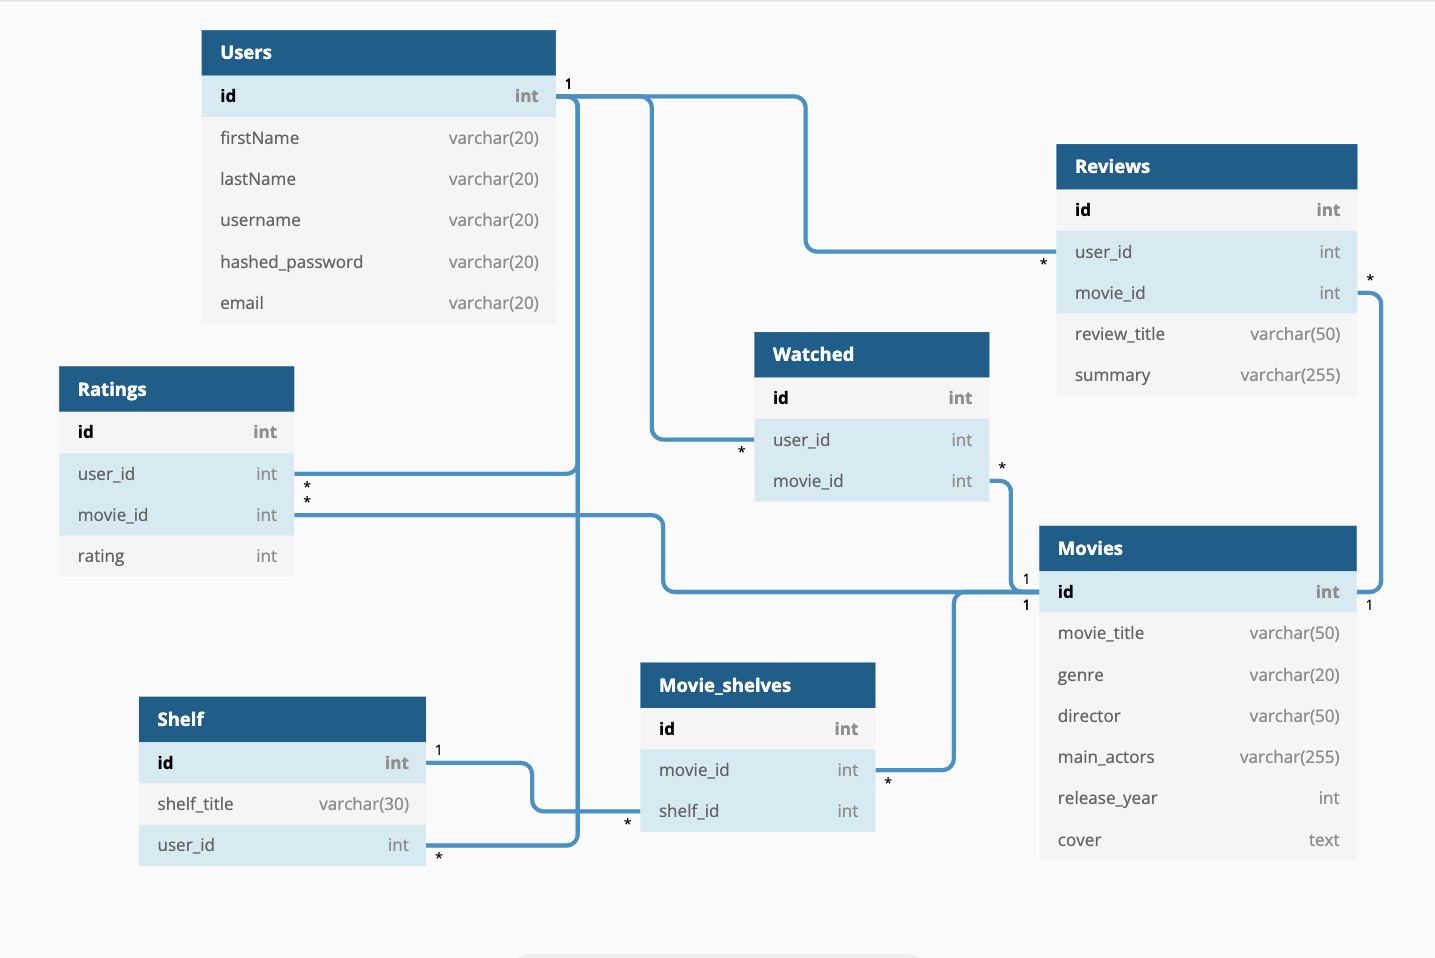 Users
1
id int
firstName varchar(20)
lastName varchar(20)
username varchar(20)
hashed_password varchar(20)
email varchar(20)
Reviews
id int
user_id int
*
movie_id int
*
review_title varchar(50)
summary varchar(255)
Watched
id int
user_id int
*
movie_id int
*
Ratings
id int
user_id int
*
*
movie_id int
rating int
Movies
1
id int
1
1
movie_title varchar(50)
genre varchar(20)
director varchar(50)
main_actors varchar(255)
release_year int
cover text
Movie_shelves
id int
movie_id int
*
shelf_id int
*
Shelf
1
id int
shelf_title varchar(30)
user_id int
*